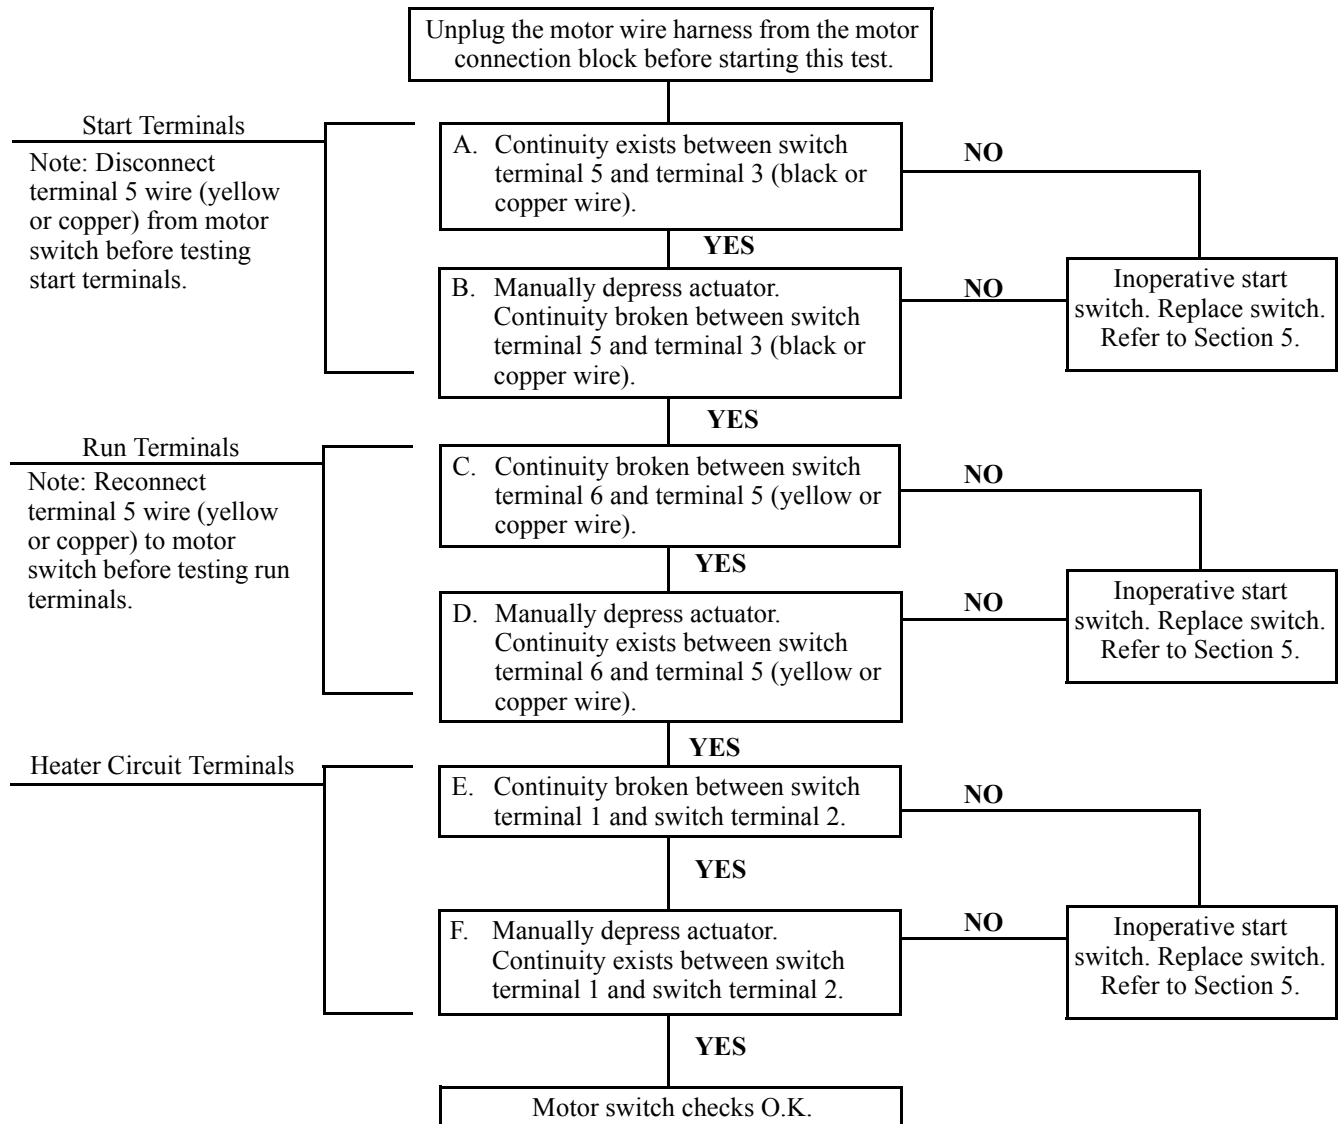 Unplug the motor wire harness from the motor
connection block before starting this test.
Start Terminals
Note: Disconnect
terminal 5 wire (yellow
or copper) from motor
switch before testing
start terminals.
A. Continuity exists between switch
terminal 5 and terminal 3 (black or
copper wire).
NO
YES
B. Manually depress actuator.
Continuity broken between switch
terminal 5 and terminal 3 (black or
copper wire).
NO
Inoperative start
switch. Replace switch.
Refer to Section 5.
YES
Run Terminals
Note: Reconnect
terminal 5 wire (yellow
or copper) to motor
switch before testing run
terminals.
C. Continuity broken between switch
terminal 6 and terminal 5 (yellow or
copper wire).
NO
YES
D. Manually depress actuator.
Continuity exists between switch
terminal 6 and terminal 5 (yellow or
copper wire).
NO
Inoperative start
switch. Replace switch.
Refer to Section 5.
YES
Heater Circuit Terminals
E. Continuity broken between switch
terminal 1 and switch terminal 2.
NO
YES
F. Manually depress actuator.
Continuity exists between switch
terminal 1 and switch terminal 2.
NO
Inoperative start
switch. Replace switch.
Refer to Section 5.
YES
Motor switch checks O.K.